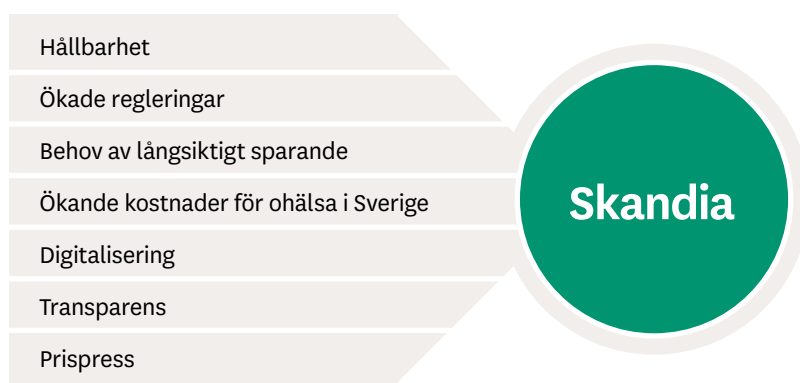 Hållbarhet
Ökade regleringar
Behov av långsiktigt sparande
Ökande kostnader för ohälsa i Sverige
Digitalisering
Transparens
Prispress
Skandia